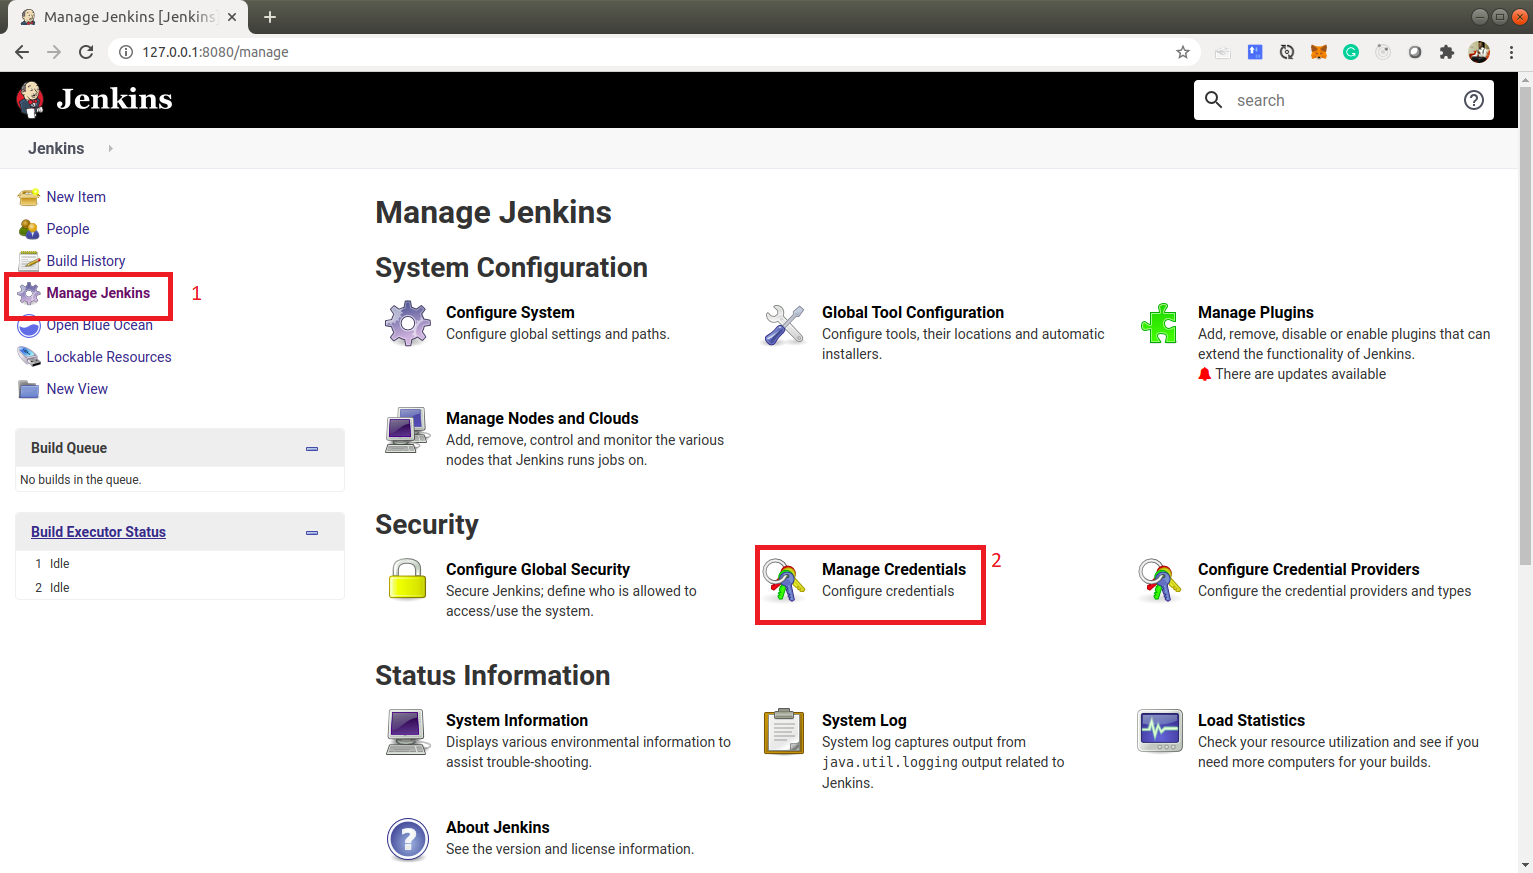 Manage Jenkins [Jenkins]
127.0.0.1:8080/manage
Jenkins
search
Jenkins
New Item
People
Build History
Manage Jenkins
1
Open Blue Ocean
Lockable Resources
New View
Build Queue
No builds in the queue.
Build Executor Status
1 Idle
2 Idle
Manage Jenkins
System Configuration
Configure System
Configure global settings and paths.
Global Tool Configuration
Configure tools, their locations and automatic
installers.
Manage Plugins
Add, remove, disable or enable plugins that can
extend the functionality of Jenkins.
There are updates available
Manage Nodes and Clouds
Add, remove, control and monitor the various
nodes that Jenkins runs jobs on.
Security
Configure Global Security
Secure Jenkins; define who is allowed to
access/use the system.
Manage Credentials
Configure credentials
2
Configure Credential Providers
Configure the credential providers and types
Status Information
System Information
Displays various environmental information to
assist trouble-shooting.
System Log
System log captures output from
java.util.logging output related to
Jenkins.
Load Statistics
Check your resource utilization and see if you
need more computers for your builds.
About Jenkins
See the version and license information.